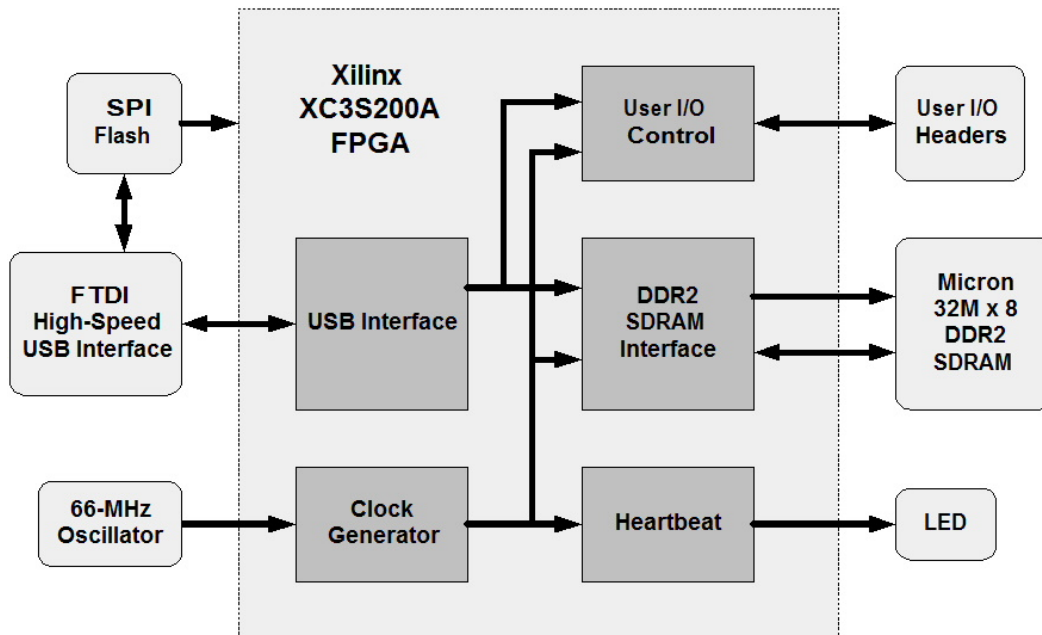 Xilinx
XC3S200A
FPGA
SPI
Flash
User I/O
Control
User I/O
Headers
FTDI
High-Speed
USB Interface
USB Interface
DDR2
SDRAM
Interface
Micron
32M x 8
DDR2
SDRAM
66-MHz
Oscillator
Clock
Generator
Heartbeat
LED